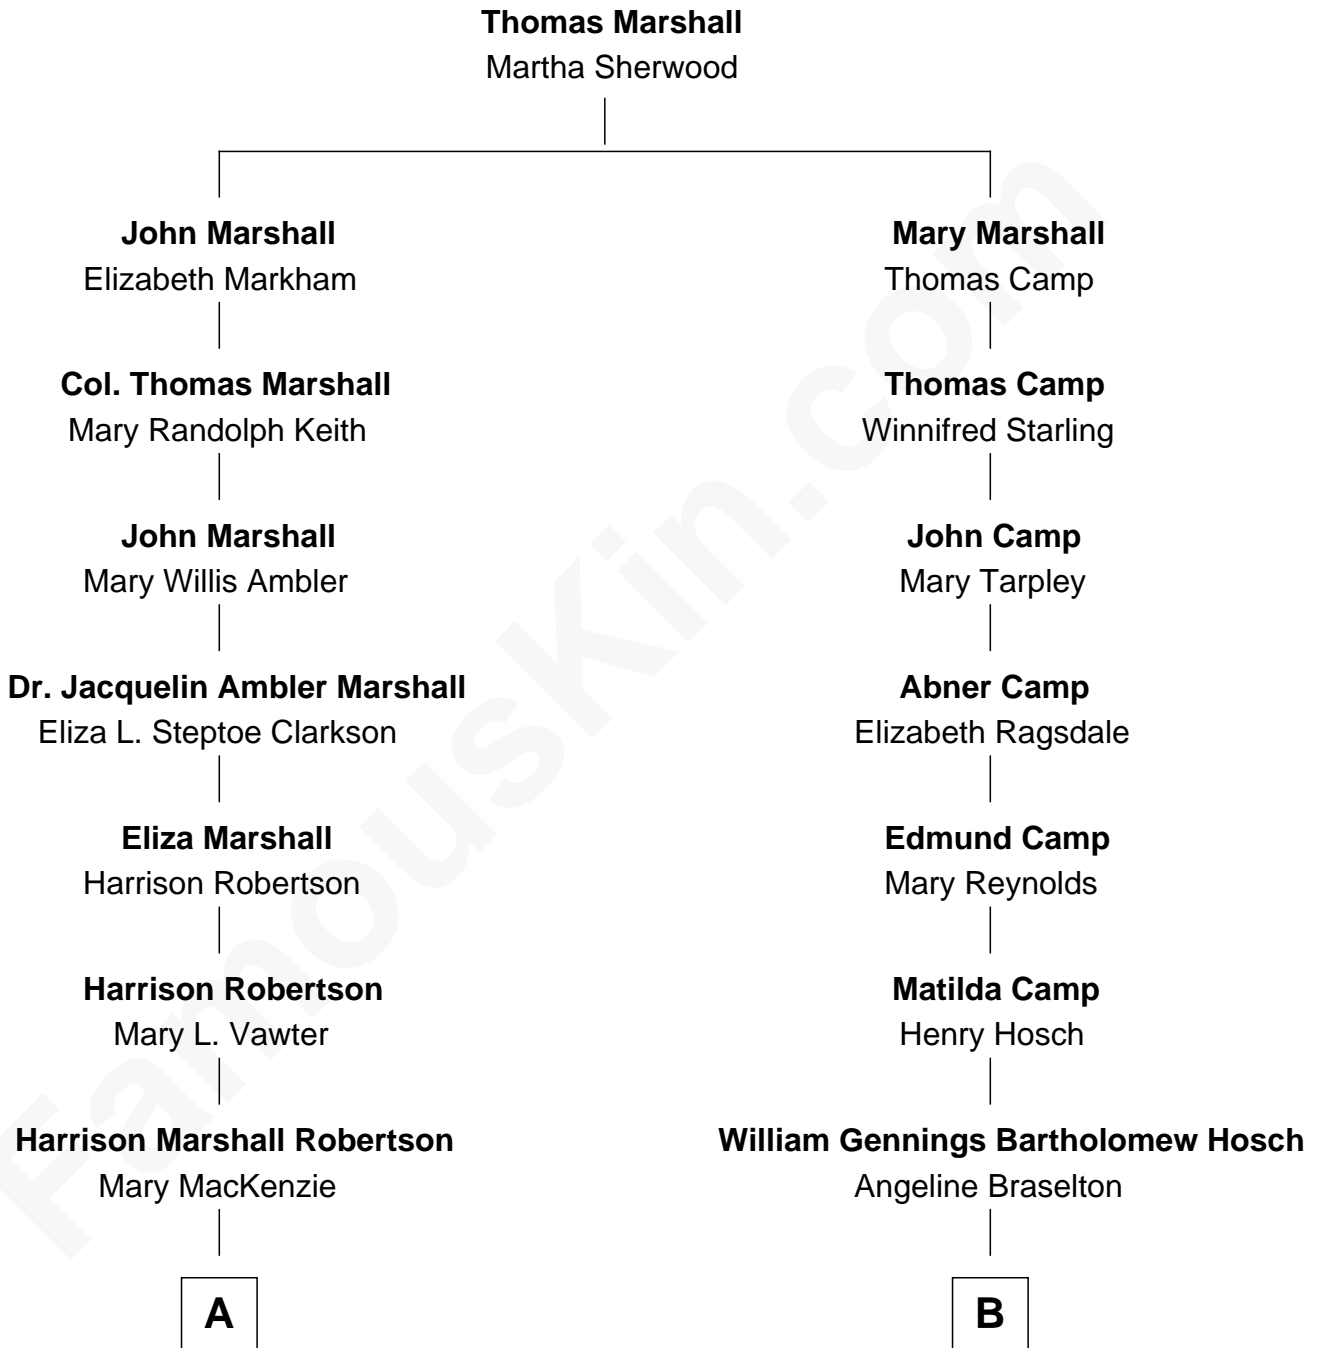 Thomas Marshall
Martha Sherwood
John Marshall
Elizabeth Markham
Col. Thomas Marshall
Mary Randolph Keith
John Marshall
Mary Willis Ambler
Dr. Jacquelin Ambler Marshall
Eliza L. Steptoe Clarkson
Eliza Marshall
Harrison Robertson
Harrison Robertson
Mary L. Vawter
Harrison Marshall Robertson
Mary MacKenzie
A
Mary Marshall
Thomas Camp
Thomas Camp
Winnifred Starling
John Camp
Mary Tarpley
Abner Camp
Elizabeth Ragsdale
Edmund Camp
Mary Reynolds
Matilda Camp
Henry Hosch
William Gennings Bartholomew Hosch
Angeline Braselton
B
FamousKin.com